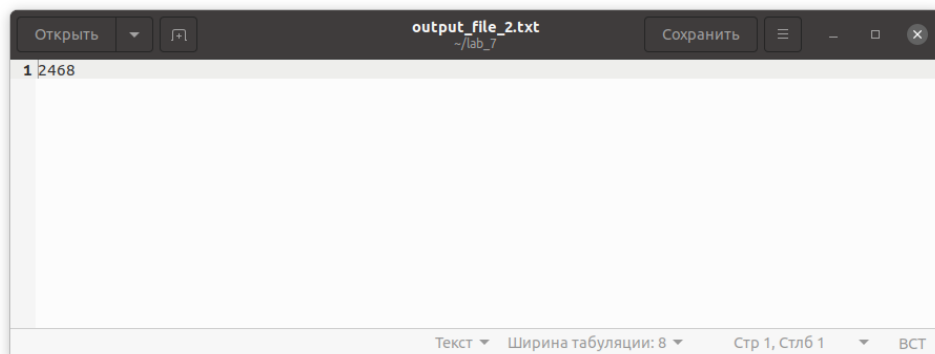 Открыть output_file_2.txt Сохранить
~/lab_7
1 2468
Текст Ширина табуляции: 8 Стр 1, Стлб 1 ВСТ